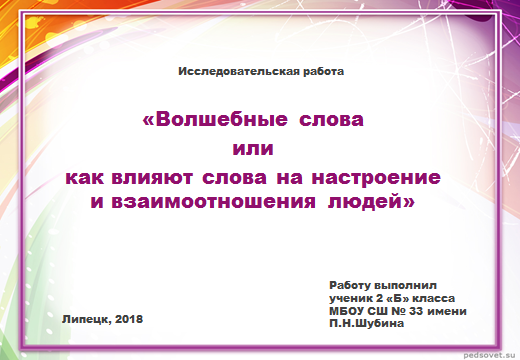 Исследовательская работа
«Волшебные слова
или
как влияют слова на настроение
и взаимоотношения людей»
Работу выполнил
ученик 2 «Б» класса
МБОУ СШ № 33 имени
П.Н.Шубина
Липецк, 2018
pedsovet.su